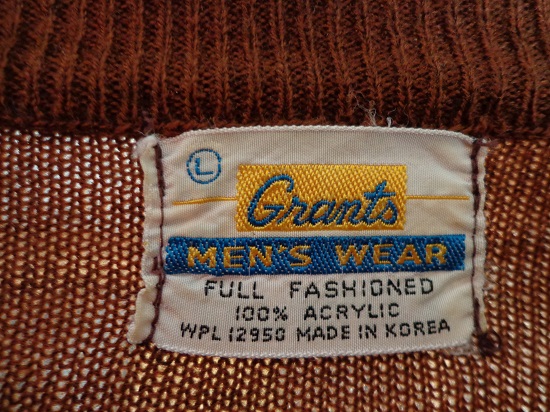 L
Grants
MEN'S WEAR
FULL FASHIONED
100% ACRYLIC
WPL 12950 MADE IN KOREA